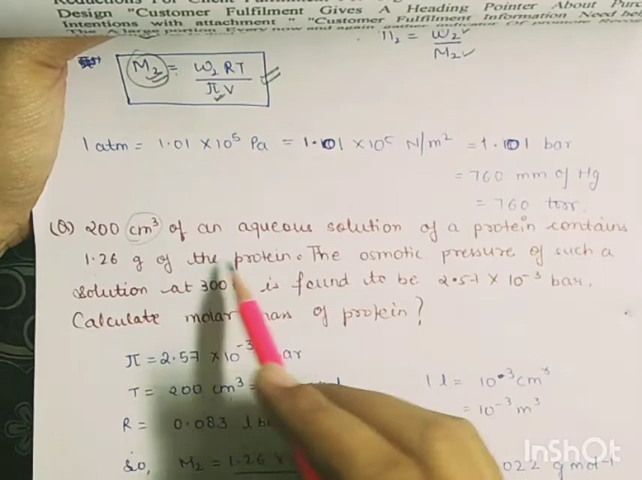 Design "Customer Fulfilment Gives A Heading Pointer About
Intentions with attachment " "Customer Fulfilment Information Need
n₂ = w₂
M₂
M₂ = w₂ RT
πV
1 atm = 1.01 × 10⁵ Pa = 1.01 × 10⁵ N/m² = 1.101 bar
= 760 mm of Hg
= 760 torr.
(Q) 200 cm³ of an aqueous solution of a protein contains
1.26 g of the protein. The osmotic pressure of such a
solution at 300 is found to be 2.57 × 10⁻³ bar.
Calculate molar mass of protein?
π = 2.57 × 10⁻³ bar
T = 200 cm³ =
1 l = 10³ cm³
= 10⁻³ m³
R = 0.083 l
So, M₂ = 1.26 ×
022 g mol⁻¹
InShOt